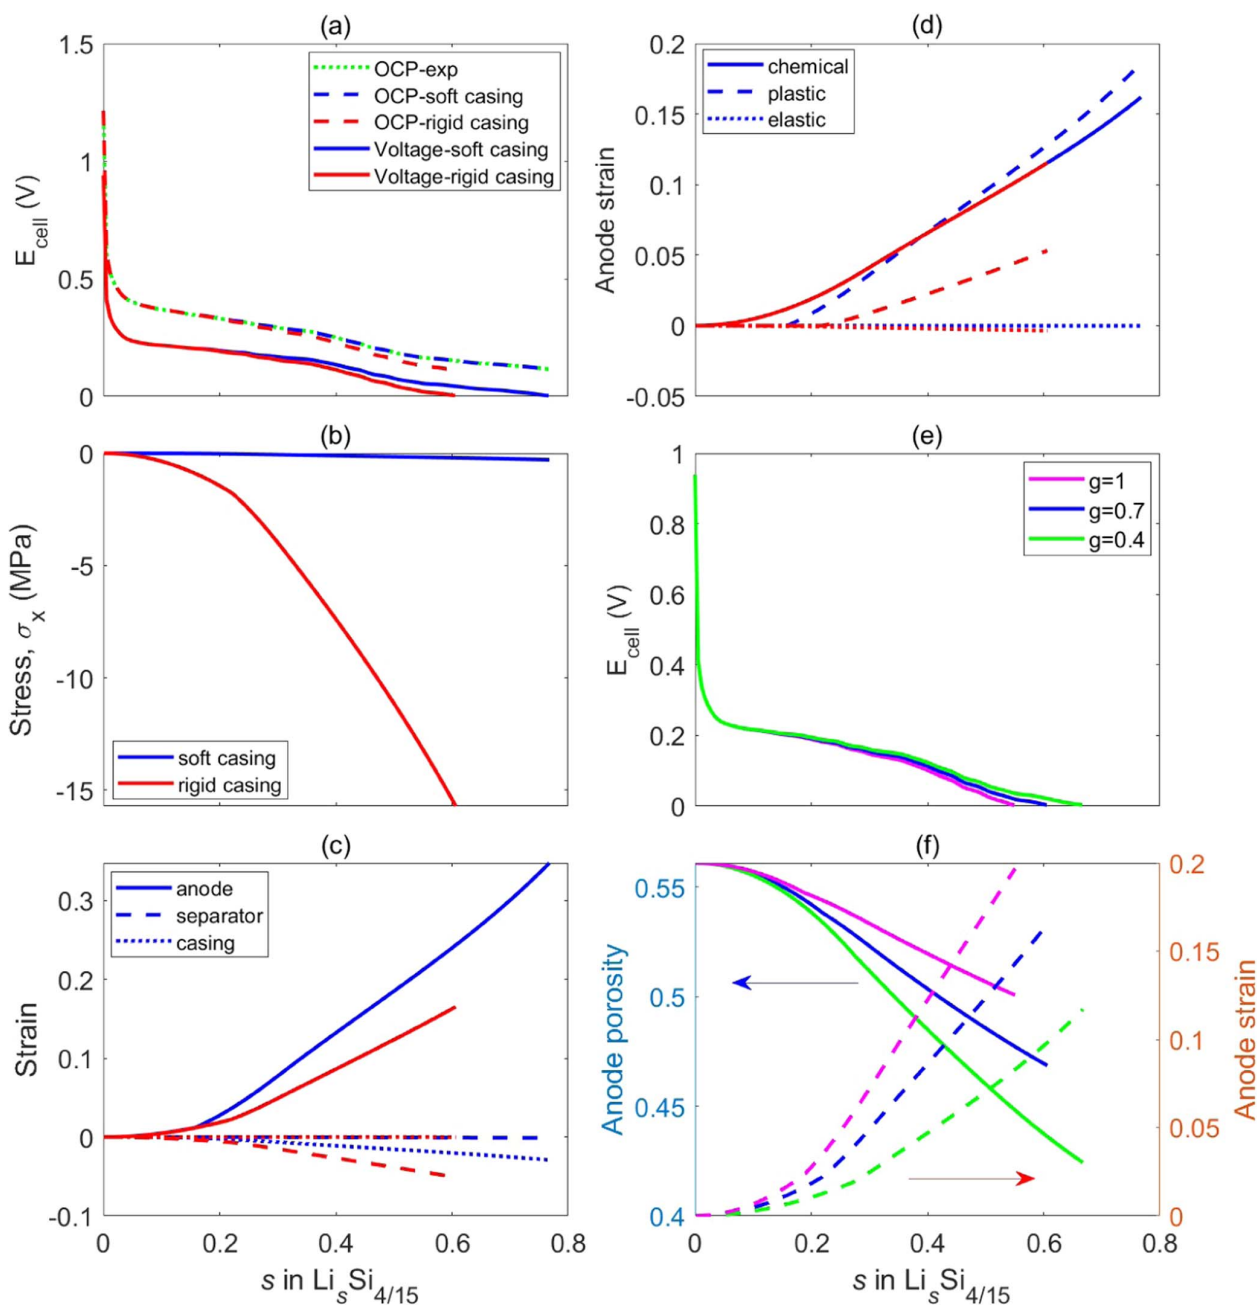 (a)
1.5
1
0.5
0
E_cell (V)
OCP-exp
OCP-soft casing
OCP-rigid casing
Voltage-soft casing
Voltage-rigid casing
(b)
0
-5
-10
-15
Stress, σ_x (MPa)
soft casing
rigid casing
(c)
0.3
0.2
0.1
0
-0.1
Strain
anode
separator
casing
0 0.2 0.4 0.6 0.8
s in Li_sSi_4/15
(d)
0.2
0.15
0.1
0.05
0
-0.05
Anode strain
chemical
plastic
elastic
(e)
1
0.8
0.6
0.4
0.2
0
E_cell (V)
g=1
g=0.7
g=0.4
(f)
0.55
0.5
0.45
0.4
Anode porosity
0.2
0.15
0.1
0.05
0
Anode strain
0 0.2 0.4 0.6 0.8
s in Li_sSi_4/15